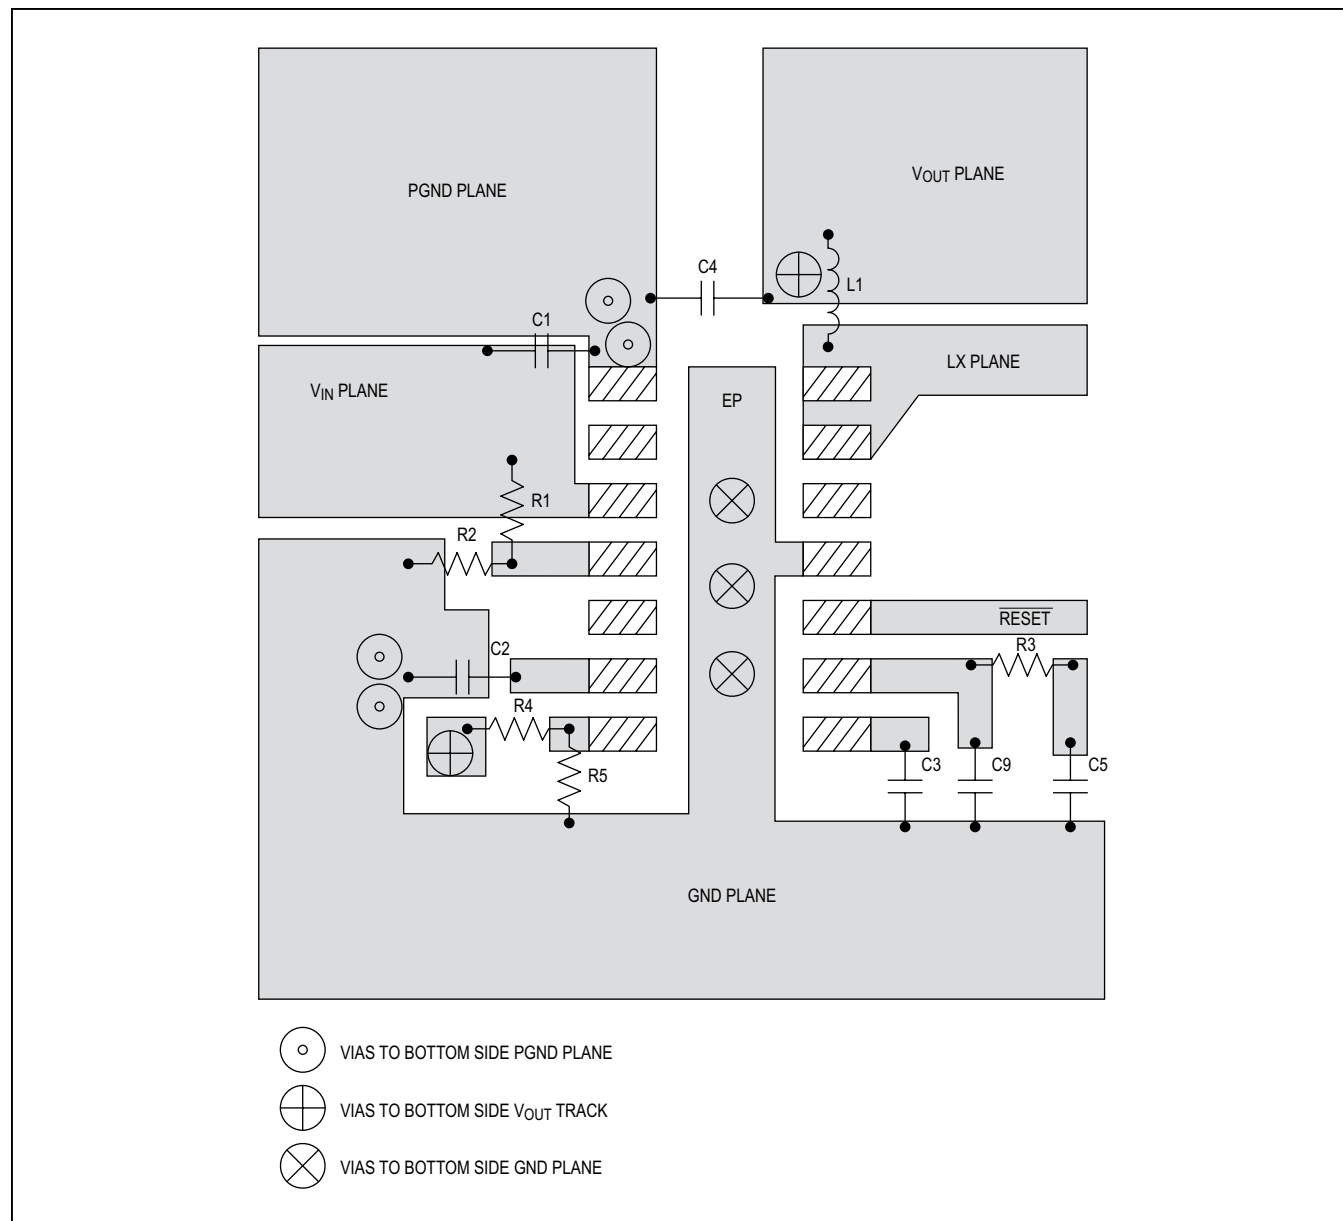 PGND PLANE
VOUT PLANE
C4
L1
C1
LX PLANE
VIN PLANE
EP
R1
R2
RESET
R3
C2
R4
R5
C3
C9
C5
GND PLANE
VIAS TO BOTTOM SIDE PGND PLANE
VIAS TO BOTTOM SIDE VOUT TRACK
VIAS TO BOTTOM SIDE GND PLANE